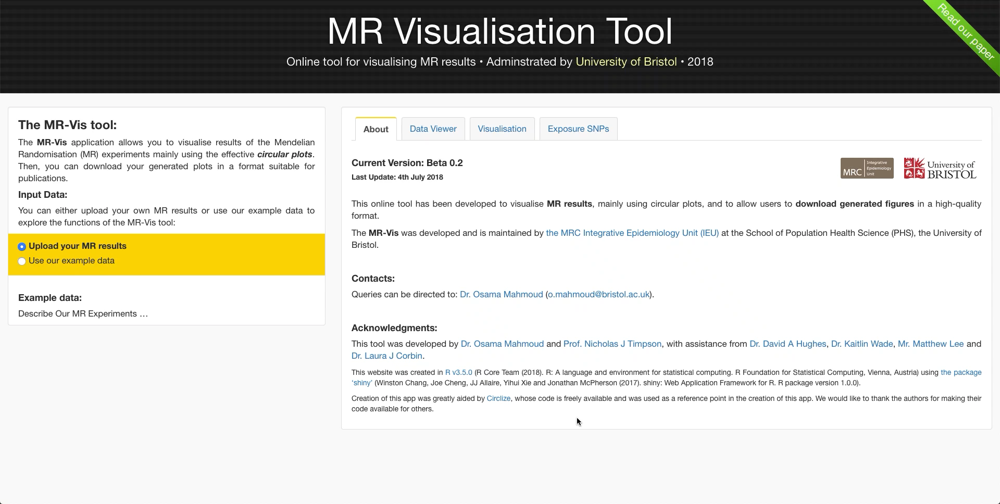 MR Visualisation Tool
Online tool for visualising MR results • Adminstrated by University of Bristol • 2018
Read our paper
The MR-Vis tool:
The MR-Vis application allows you to visualise results of the Mendelian
Randomisation (MR) experiments mainly using the effective circular plots.
Then, you can download your generated plots in a format suitable for
publications.
Input Data:
You can either upload your own MR results or use our example data to
explore the functions of the MR-Vis tool:
Upload your MR results
Use our example data
Example data:
Describe Our MR Experiments …
About
Data Viewer
Visualisation
Exposure SNPs
Current Version: Beta 0.2
Last Update: 4th July 2018
MRC
Integrative
Epidemiology
Unit
University of
BRISTOL
This online tool has been developed to visualise MR results, mainly using circular plots, and to allow users to download generated figures in a high-quality
format.
The MR-Vis was developed and is maintained by the MRC Integrative Epidemiology Unit (IEU) at the School of Population Health Science (PHS), the University of
Bristol.
Contacts:
Queries can be directed to: Dr. Osama Mahmoud (o.mahmoud@bristol.ac.uk).
Acknowledgments:
This tool was developed by Dr. Osama Mahmoud and Prof. Nicholas J Timpson, with assistance from Dr. David A Hughes, Dr. Kaitlin Wade, Mr. Matthew Lee and
Dr. Laura J Corbin.
This website was created in R v3.5.0 (R Core Team (2018). R: A language and environment for statistical computing. R Foundation for Statistical Computing, Vienna, Austria) using the package
‘shiny’ (Winston Chang, Joe Cheng, JJ Allaire, Yihui Xie and Jonathan McPherson (2017). shiny: Web Application Framework for R. R package version 1.0.0).
Creation of this app was greatly aided by Circlize, whose code is freely available and was used as a reference point in the creation of this app. We would like to thank the authors for making their
code available for others.